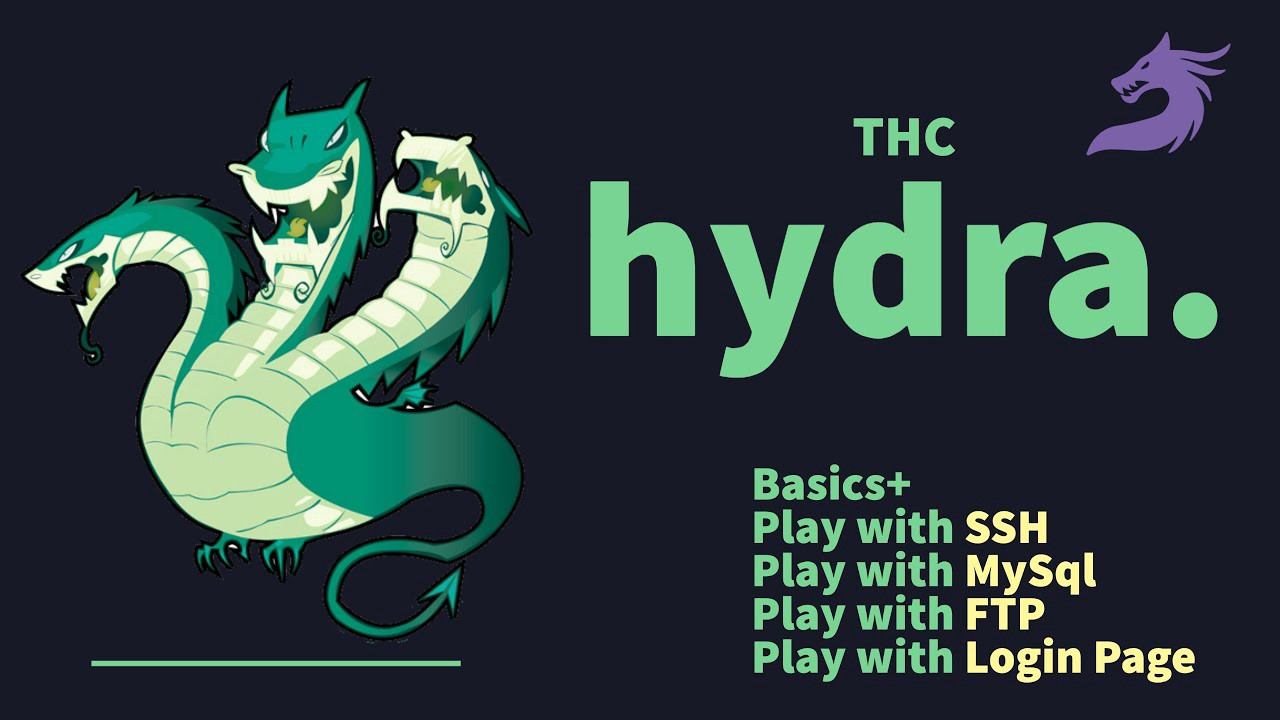 THC
hydra.
Basics+
Play with SSH
Play with MySql
Play with FTP
Play with Login Page